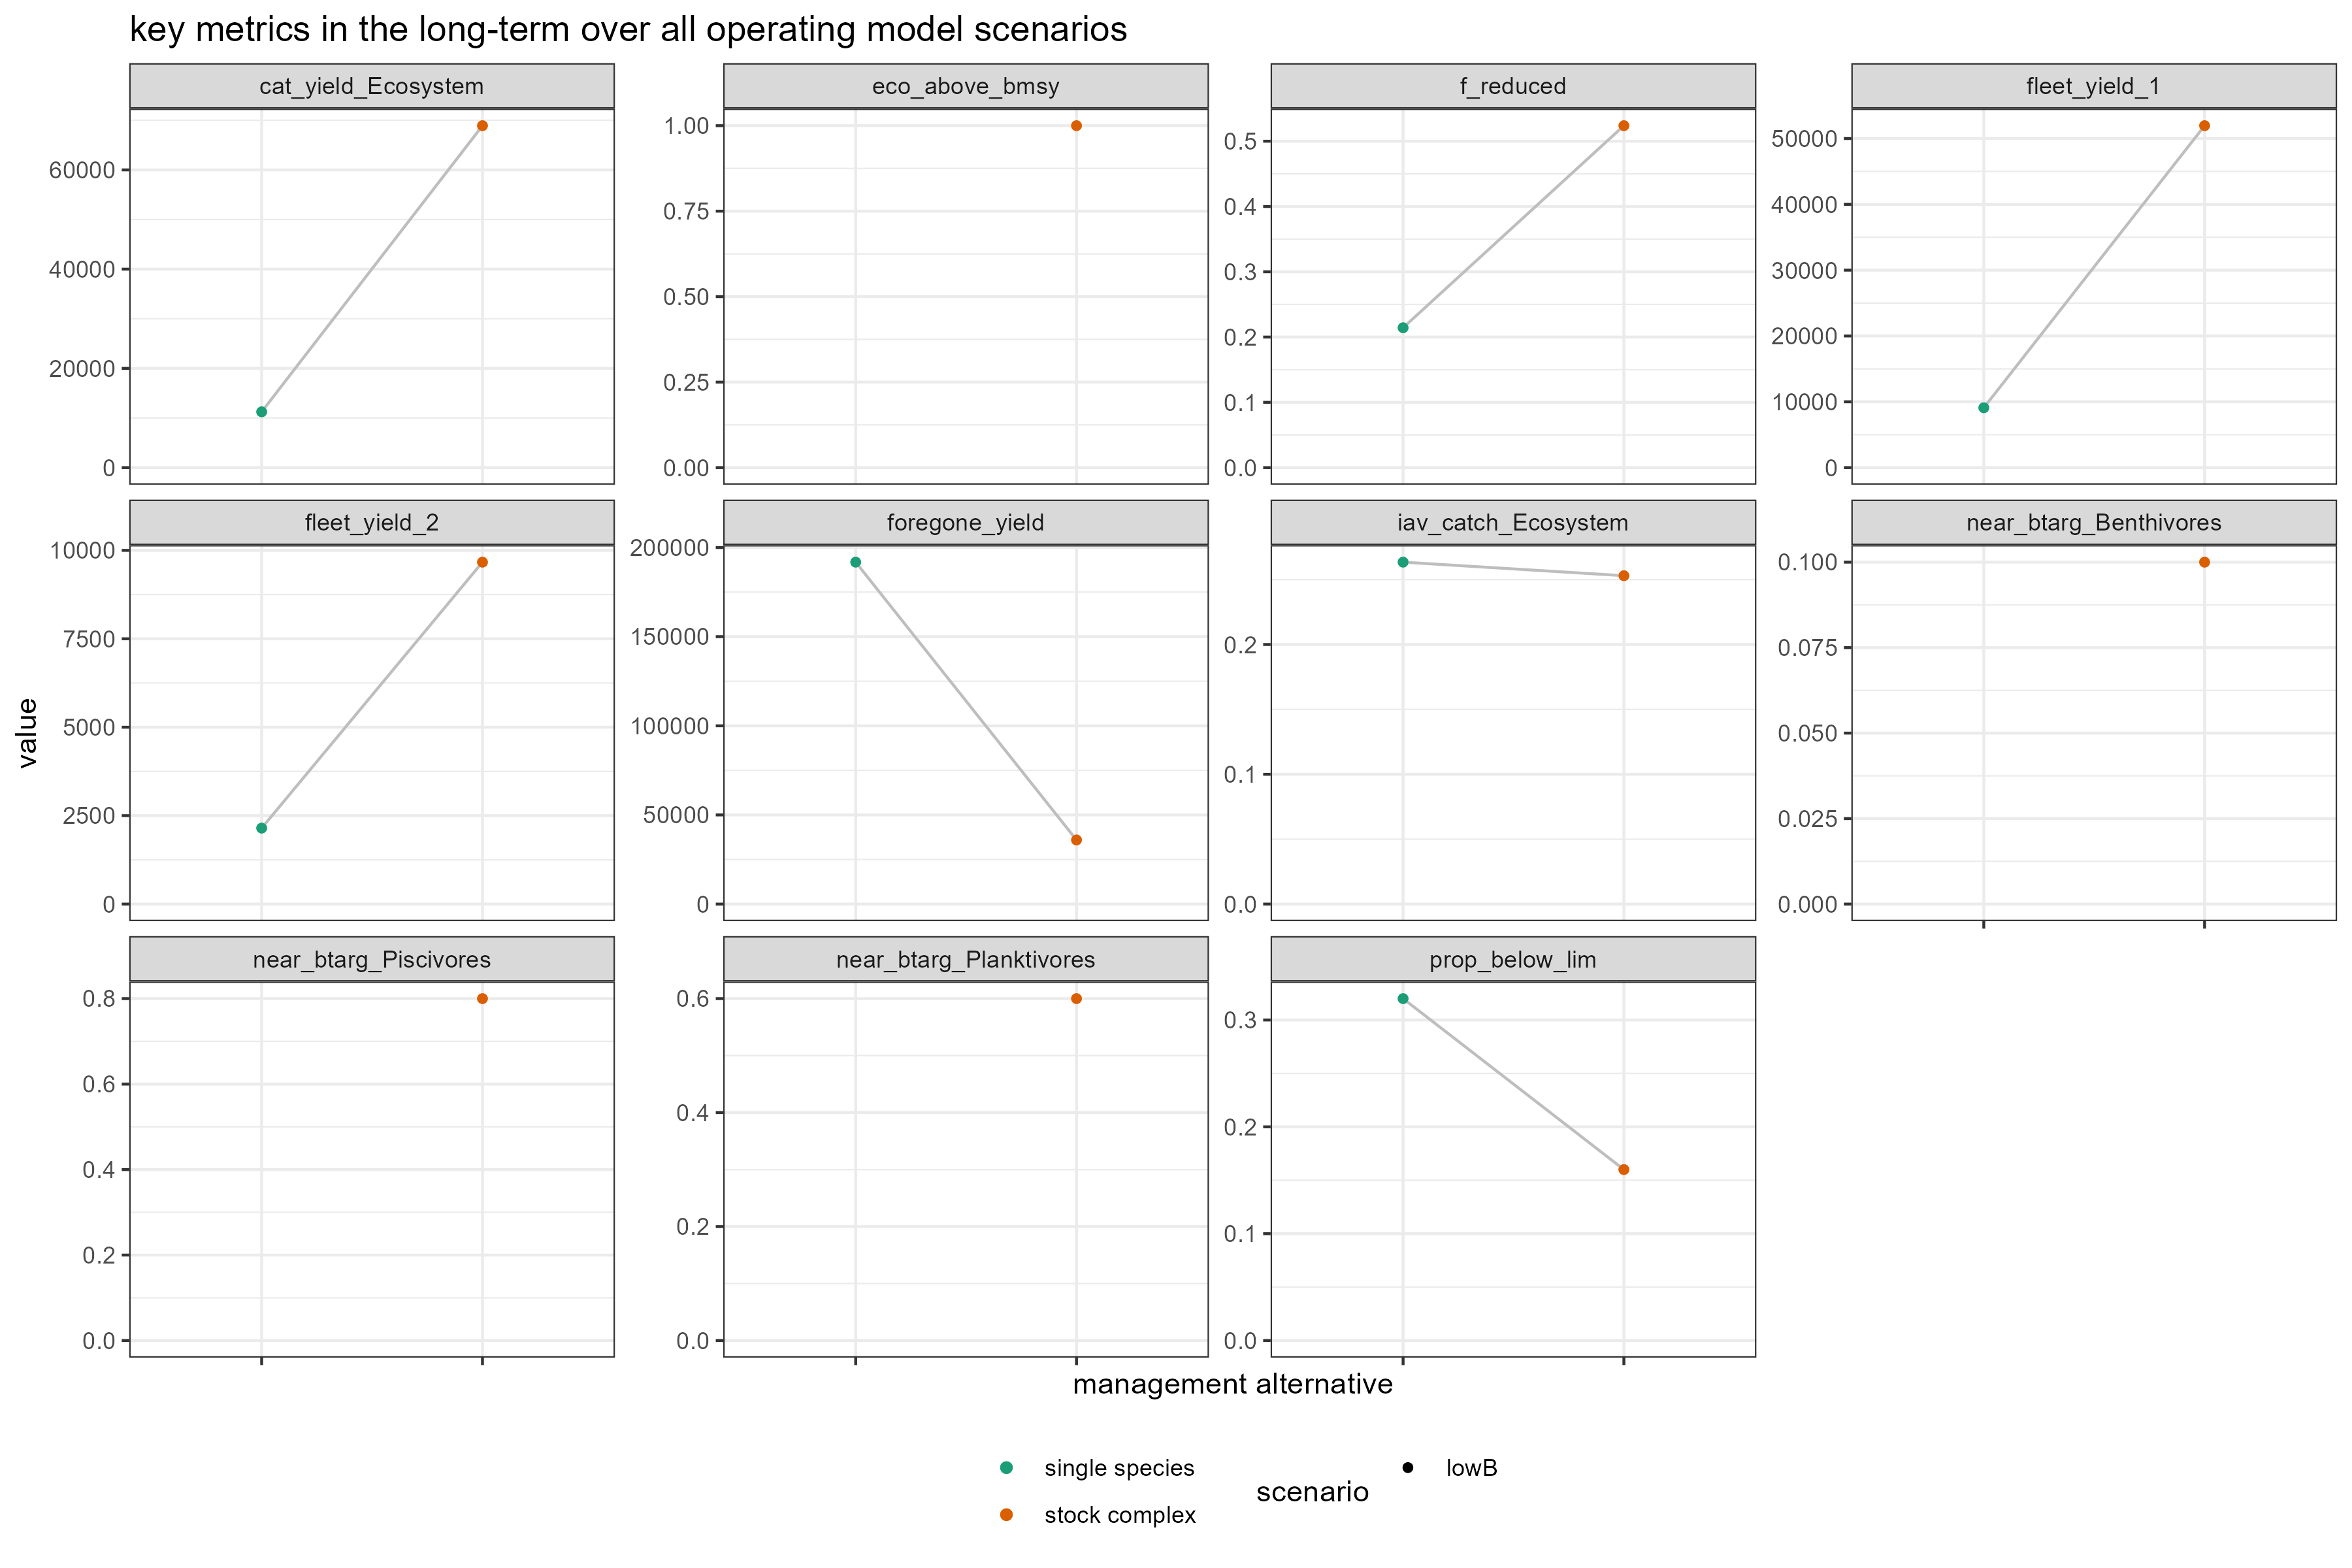 key metrics in the long-term over all operating model scenarios
cat_yield_Ecosystem
eco_above_bmsy
f_reduced
fleet_yield_1
60000
40000
20000
0
1.00
0.75
0.50
0.25
0.00
0.5
0.4
0.3
0.2
0.1
0.0
50000
40000
30000
20000
10000
0
fleet_yield_2
foregone_yield
iav_catch_Ecosystem
near_btarg_Benthivores
10000
7500
5000
2500
0
200000
150000
100000
50000
0
0.2
0.1
0.0
0.100
0.075
0.050
0.025
0.000
value
near_btarg_Piscivores
near_btarg_Planktivores
prop_below_lim
0.8
0.6
0.4
0.2
0.0
0.6
0.4
0.2
0.0
0.3
0.2
0.1
0.0
management alternative
single species
stock complex
scenario
lowB